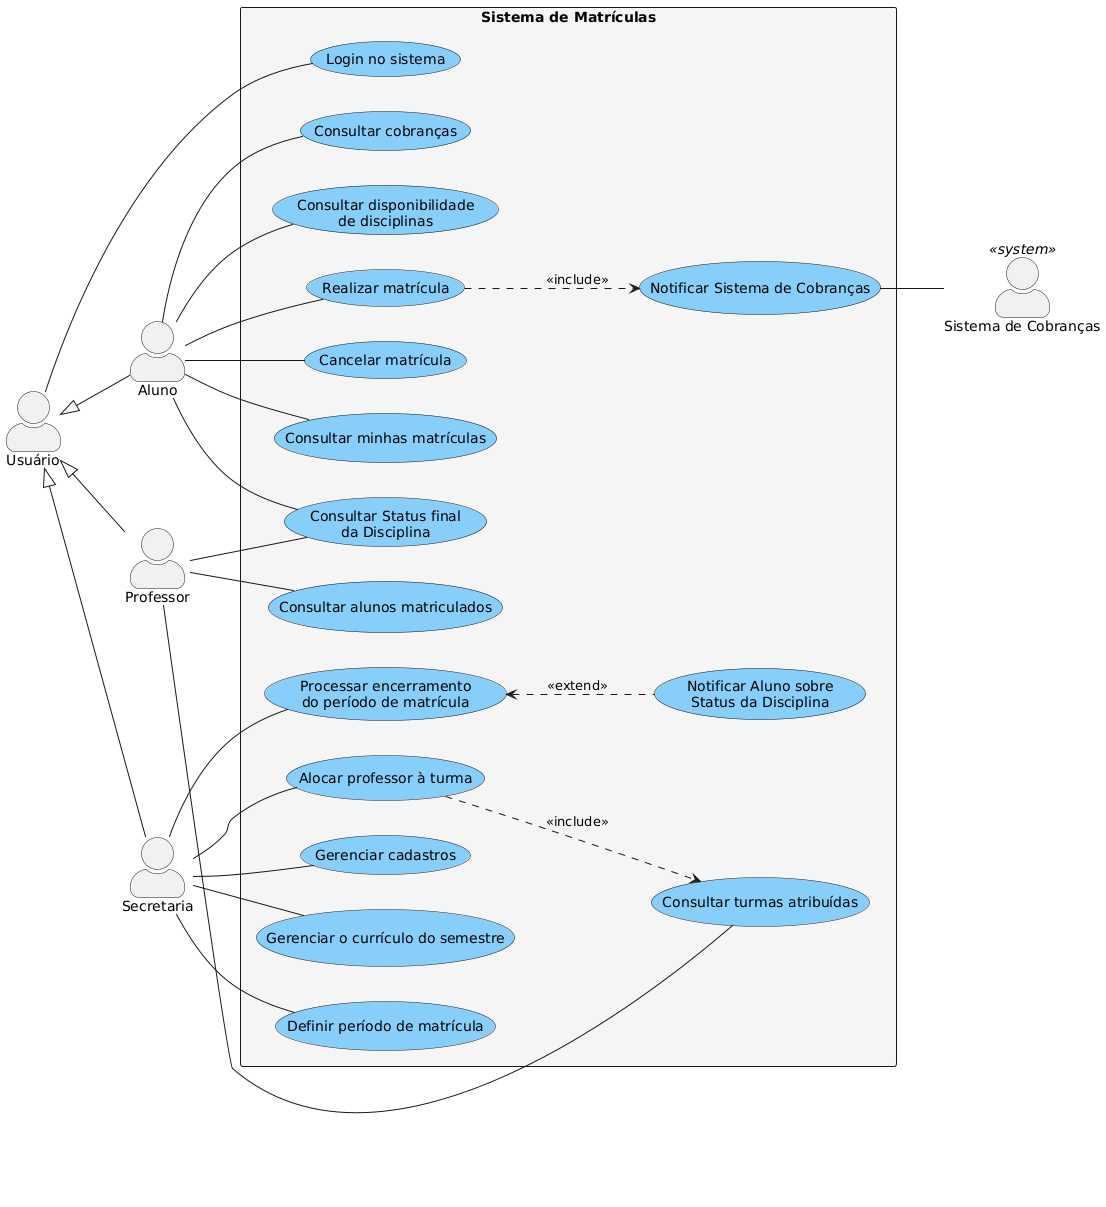 Sistema de Matrículas
Login no sistema
Consultar cobranças
Consultar disponibilidade
de disciplinas
Realizar matrícula
«include»
Notificar Sistema de Cobranças
«system»
Sistema de Cobranças
Cancelar matrícula
Aluno
Consultar minhas matrículas
Usuário
Consultar Status final
da Disciplina
Professor
Consultar alunos matriculados
Processar encerramento
do período de matrícula
«extend»
Notificar Aluno sobre
Status da Disciplina
Alocar professor à turma
«include»
Gerenciar cadastros
Secretaria
Consultar turmas atribuídas
Gerenciar o currículo do semestre
Definir período de matrícula